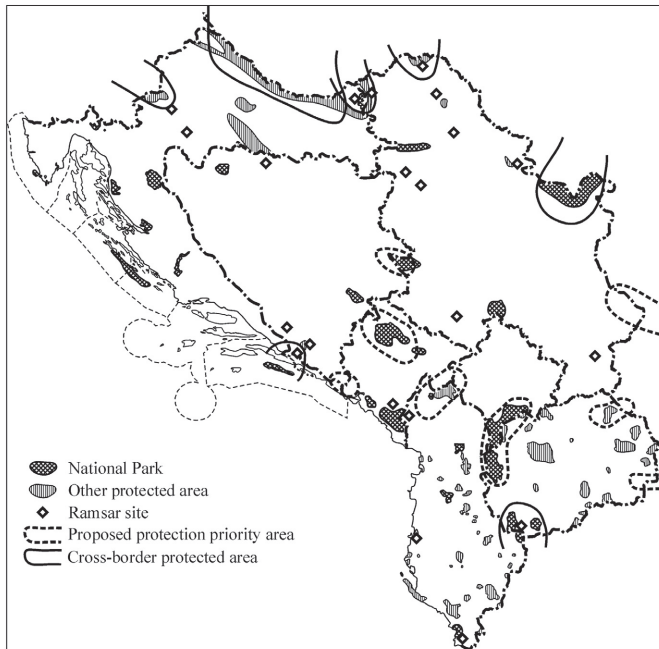 National Park
Other protected area
Ramsar site
Proposed protection priority area
Cross-border protected area